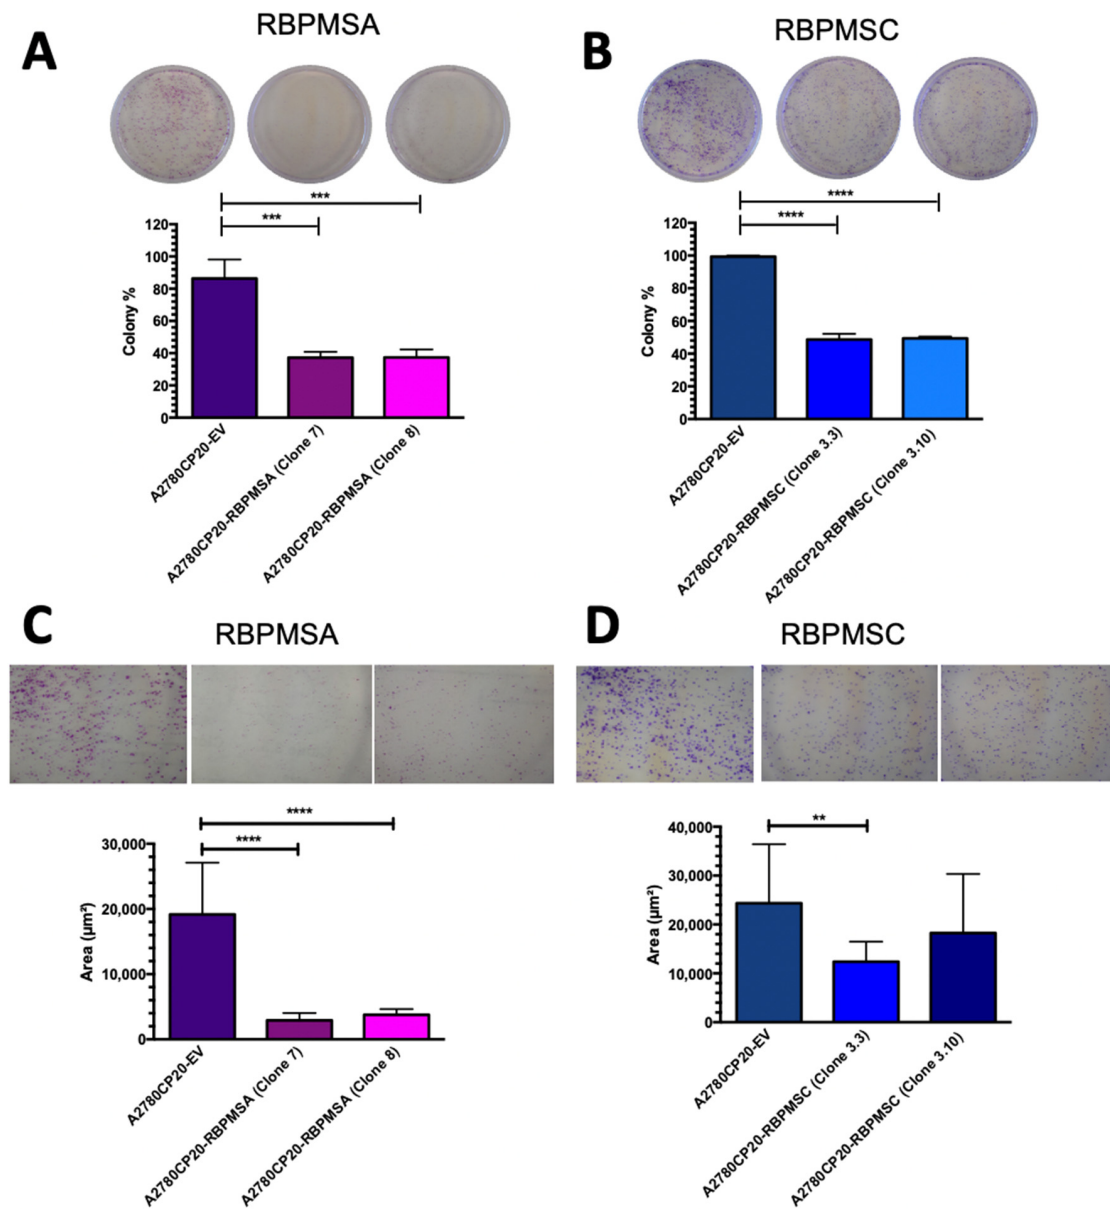 A
RBPMSA
***
***
Colony %
120
100
80
60
40
20
0
A2780CP20-EV
A2780CP20-RBPMSA (Clone 7)
A2780CP20-RBPMSA (Clone 8)
B
RBPMSC
****
****
Colony %
120
100
80
60
40
20
0
A2780CP20-EV
A2780CP20-RBPMSC (Clone 3.3)
A2780CP20-RBPMSC (Clone 3.10)
C
RBPMSA
****
****
Area (µm²)
30,000
20,000
10,000
0
A2780CP20-EV
A2780CP20-RBPMSA (Clone 7)
A2780CP20-RBPMSA (Clone 8)
D
RBPMSC
**
Area (µm²)
40,000
30,000
20,000
10,000
0
A2780CP20-EV
A2780CP20-RBPMSC (Clone 3.3)
A2780CP20-RBPMSC (Clone 3.10)